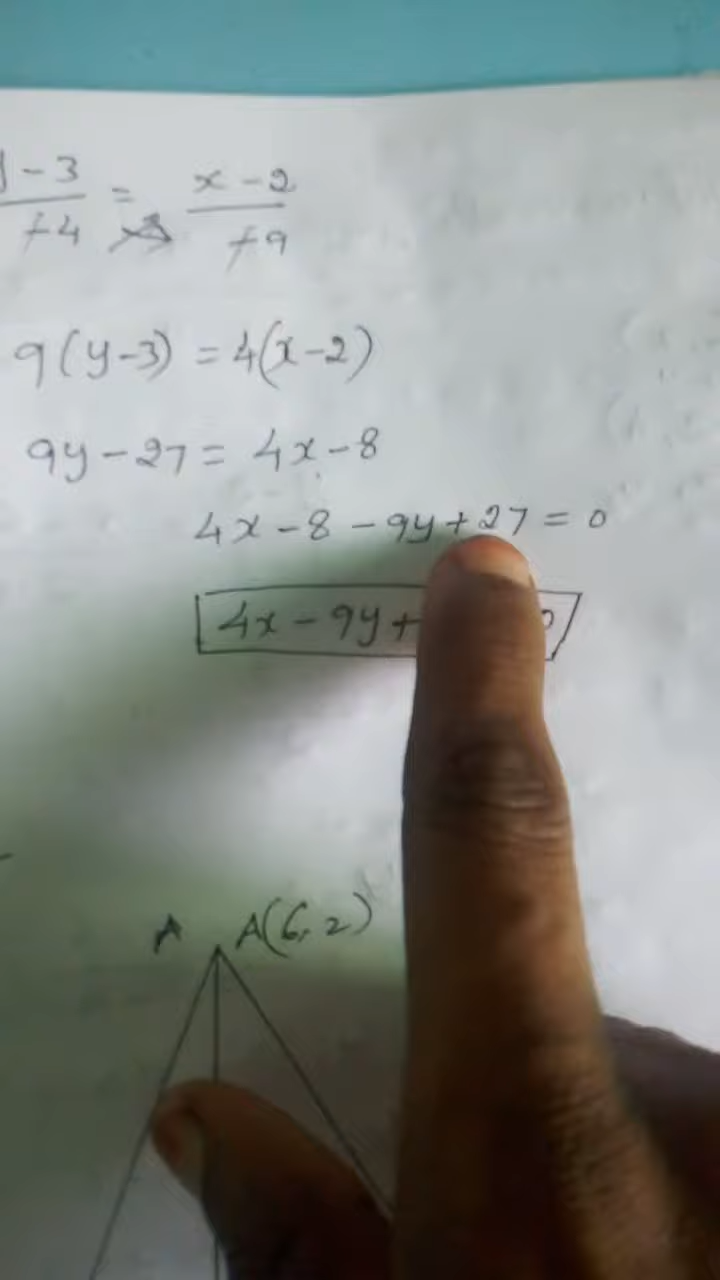 y-3 / -4 = x-2 / -9
9(y-3) = 4(x-2)
9y-27 = 4x-8
4x-8-9y+27=0
4x-9y+
A A(6,2)